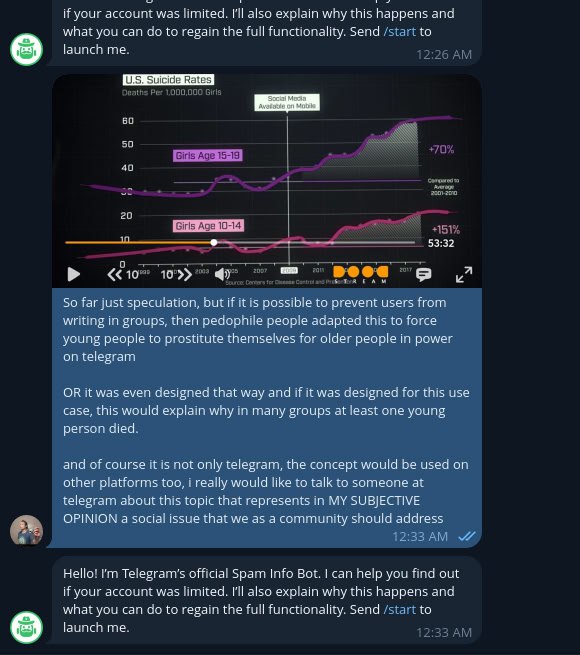 if your account was limited. I’ll also explain why this happens and
what you can do to regain the full functionality. Send /start to
launch me.
12:26 AM
U.S. Suicide Rates
Deaths Per 1,000,000 Girls
Social Media
Available on Mobile
60
50
40
30
20
10
0
Girls Age 15-19
+70%
Compared to
Average
2001-2010
Girls Age 10-14
+151%
53:32
10
10
1999
2003
2005
2007
2009
2011
2017
STREAM
Source: Centers for Disease Control and
So far just speculation, but if it is possible to prevent users from
writing in groups, then pedophile people adapted this to force
young people to prostitute themselves for older people in power
on telegram
OR it was even designed that way and if it was designed for this use
case, this would explain why in many groups at least one young
person died.
and of course it is not only telegram, the concept would be used on
other platforms too, i really would like to talk to someone at
telegram about this topic that represents in MY SUBJECTIVE
OPINION a social issue that we as a community should address
12:33 AM
Hello! I’m Telegram’s official Spam Info Bot. I can help you find out
if your account was limited. I’ll also explain why this happens and
what you can do to regain the full functionality. Send /start to
launch me.
12:33 AM